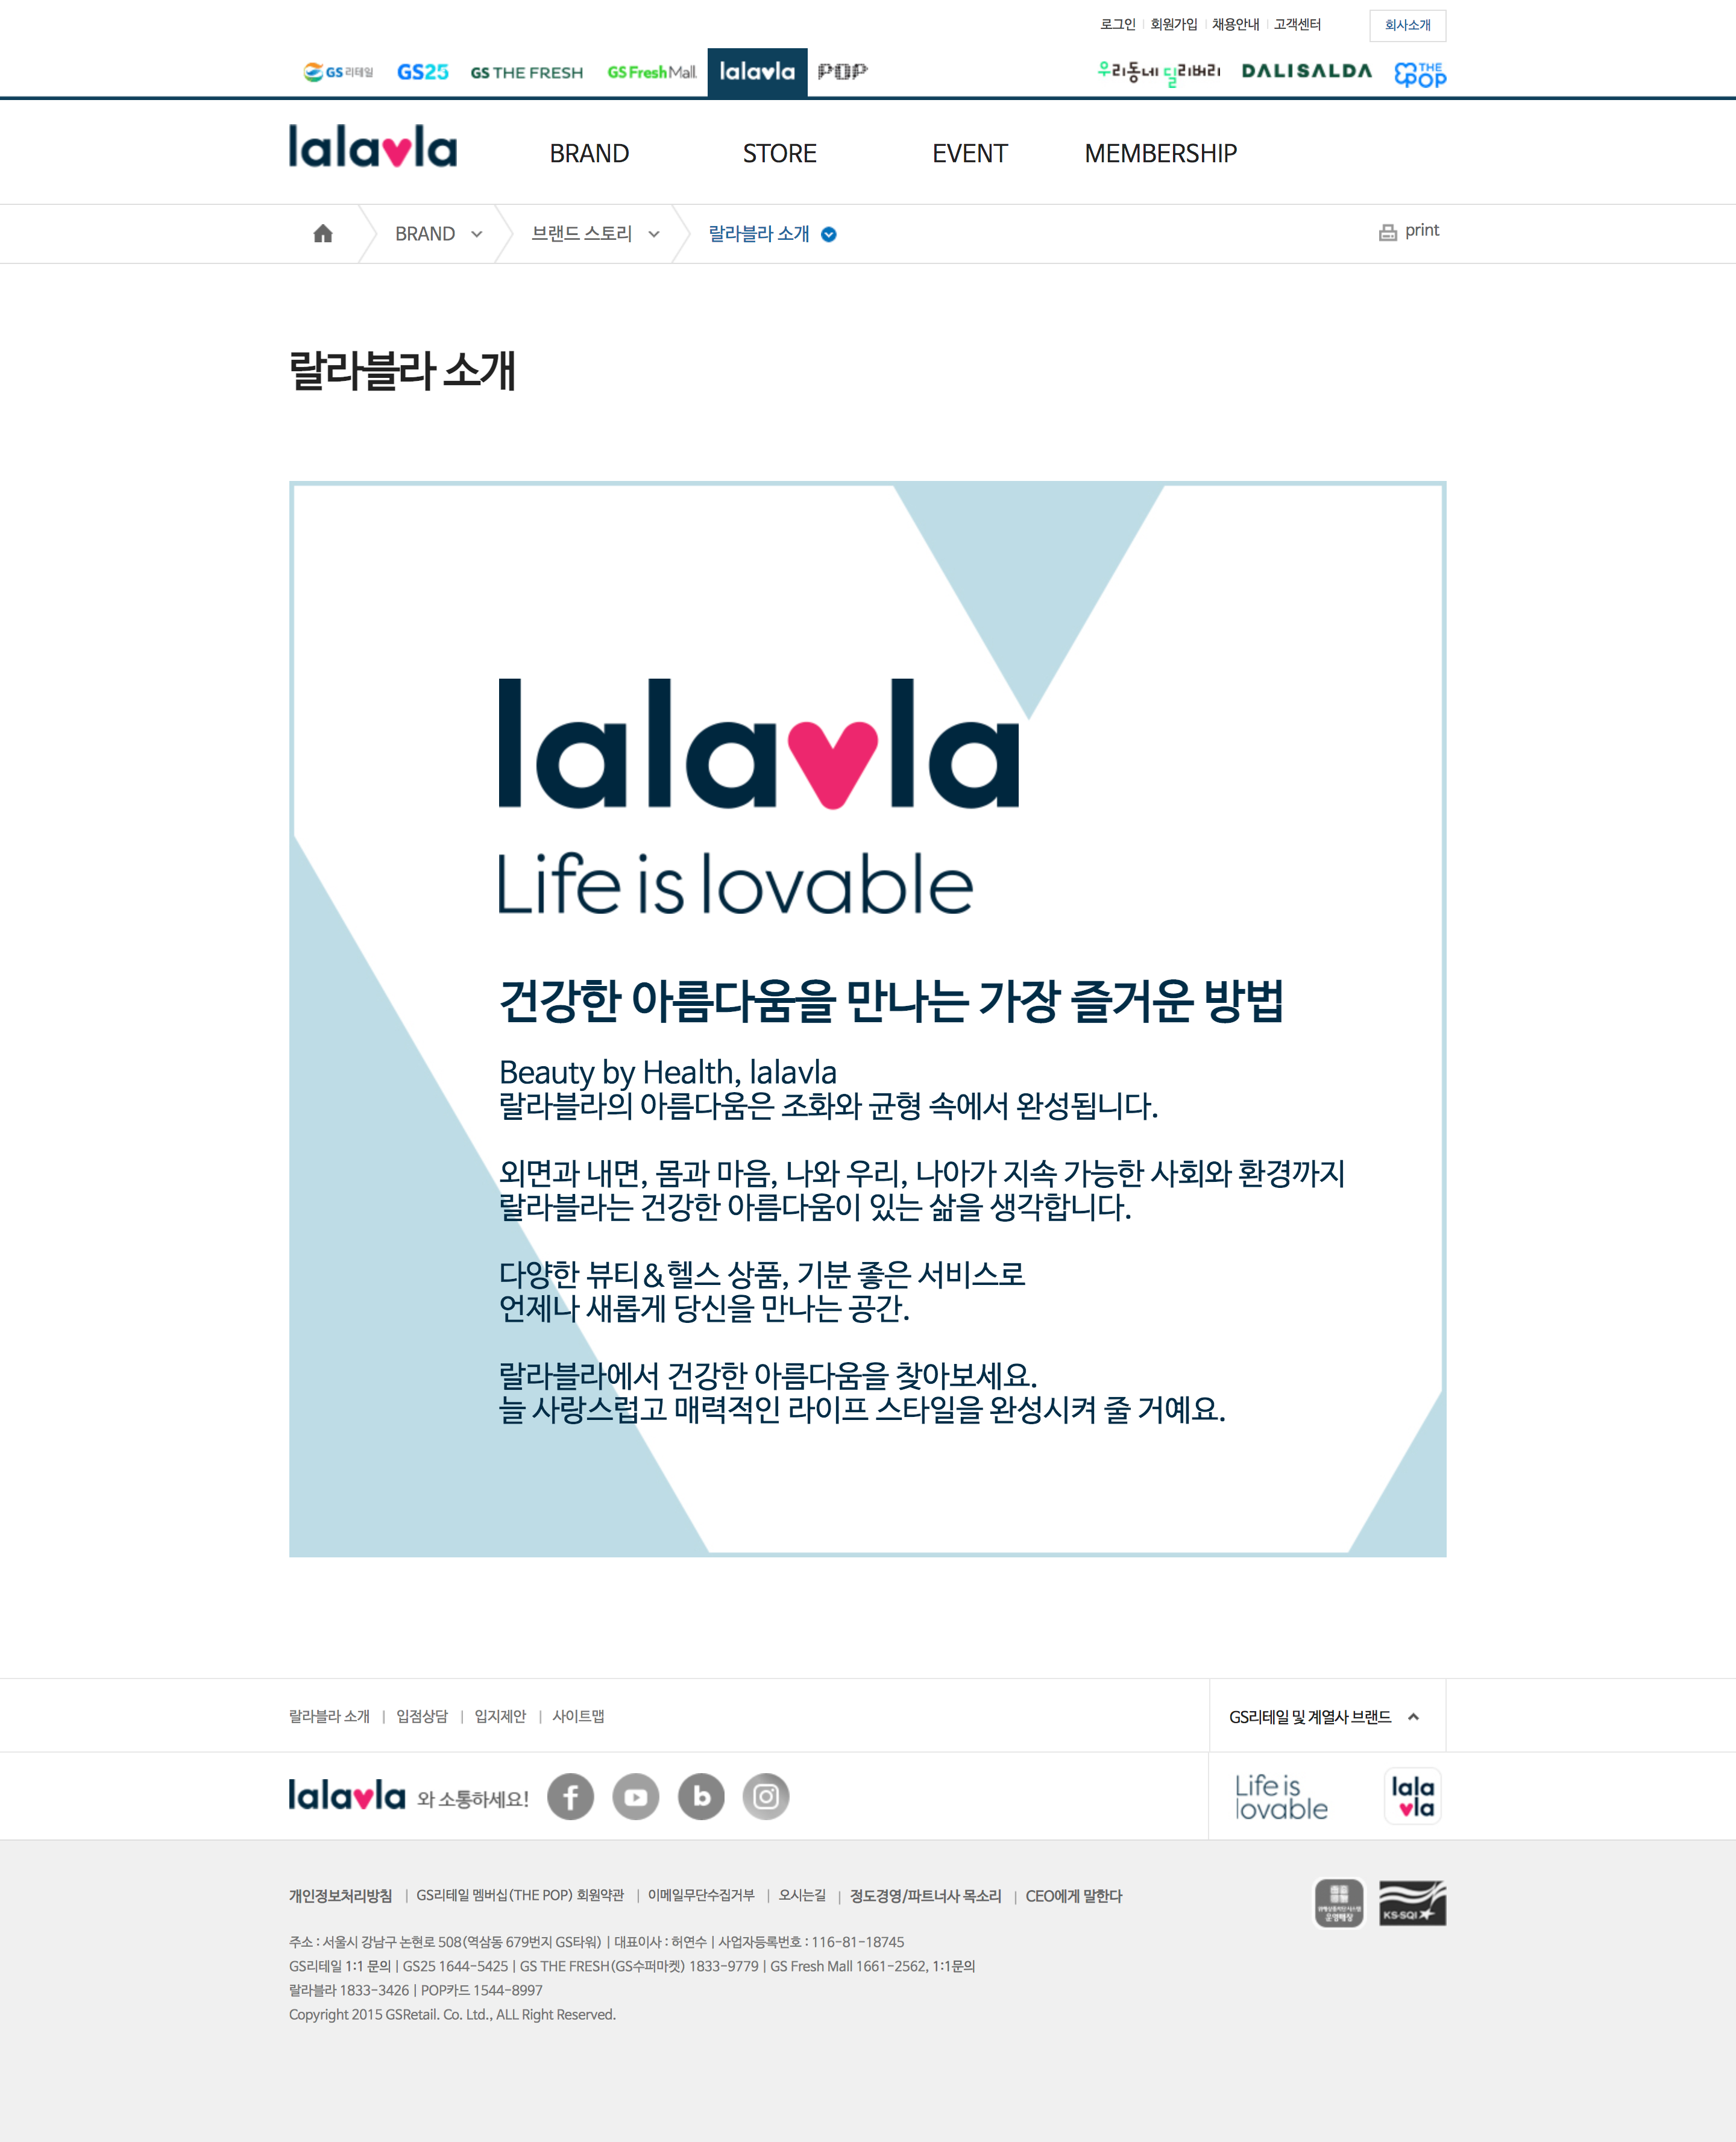 로그인 회원가입 채용안내 고객센터 회사소개
GS리테일 GS25 GS THE FRESH GS Fresh Mall lalavla POP 우리동네 딜리버리 DALISALDA THE POP
lalavla BRAND STORE EVENT MEMBERSHIP
BRAND 브랜드 스토리 랄라블라 소개 print
랄라블라 소개
lalavla
Life is lovable
건강한 아름다움을 만나는 가장 즐거운 방법
Beauty by Health, lalavla
랄라블라의 아름다움은 조화와 균형 속에서 완성됩니다.
외면과 내면, 몸과 마음, 나와 우리, 나아가 지속 가능한 사회와 환경까지
랄라블라는 건강한 아름다움이 있는 삶을 생각합니다.
다양한 뷰티&헬스 상품, 기분 좋은 서비스로
언제나 새롭게 당신을 만나는 공간.
랄라블라에서 건강한 아름다움을 찾아보세요.
늘 사랑스럽고 매력적인 라이프 스타일을 완성시켜 줄 거예요.
랄라블라 소개 | 입점상담 | 입지제안 | 사이트맵
GS리테일 및 계열사 브랜드
lalavla 와 소통하세요!
Life is
lovable
lala
vla
개인정보처리방침 | GS리테일 멤버십(THE POP) 회원약관 | 이메일무단수집거부 | 오시는길 | 정도경영/파트너사 목소리 | CEO에게 말한다
운영매장
KS-SQI
주소 : 서울시 강남구 논현로 508(역삼동 679번지 GS타워) | 대표이사 : 허연수 | 사업자등록번호 : 116-81-18745
GS리테일 1:1 문의 | GS25 1644-5425 | GS THE FRESH(GS수퍼마켓) 1833-9779 | GS Fresh Mall 1661-2562, 1:1문의
랄라블라 1833-3426 | POP카드 1544-8997
Copyright 2015 GSRetail. Co. Ltd., ALL Right Reserved.